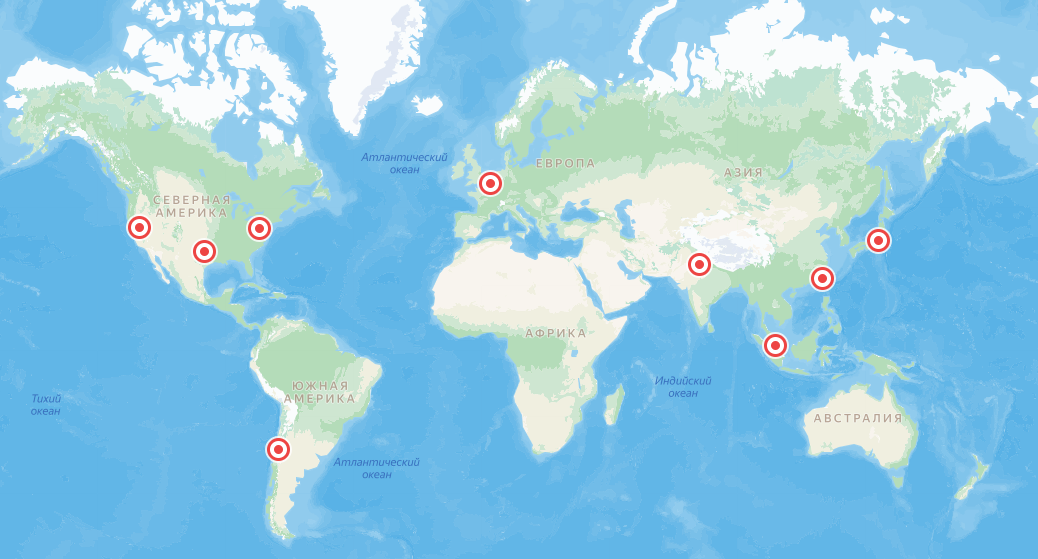 Атлантический
океан
ЕВРОПА
АЗИЯ
СЕВЕРНАЯ
АМЕРИКА
АФРИКА
ЮЖНАЯ
АМЕРИКА
Индийский
океан
Тихий
океан
АВСТРАЛИЯ
Атлантический
океан